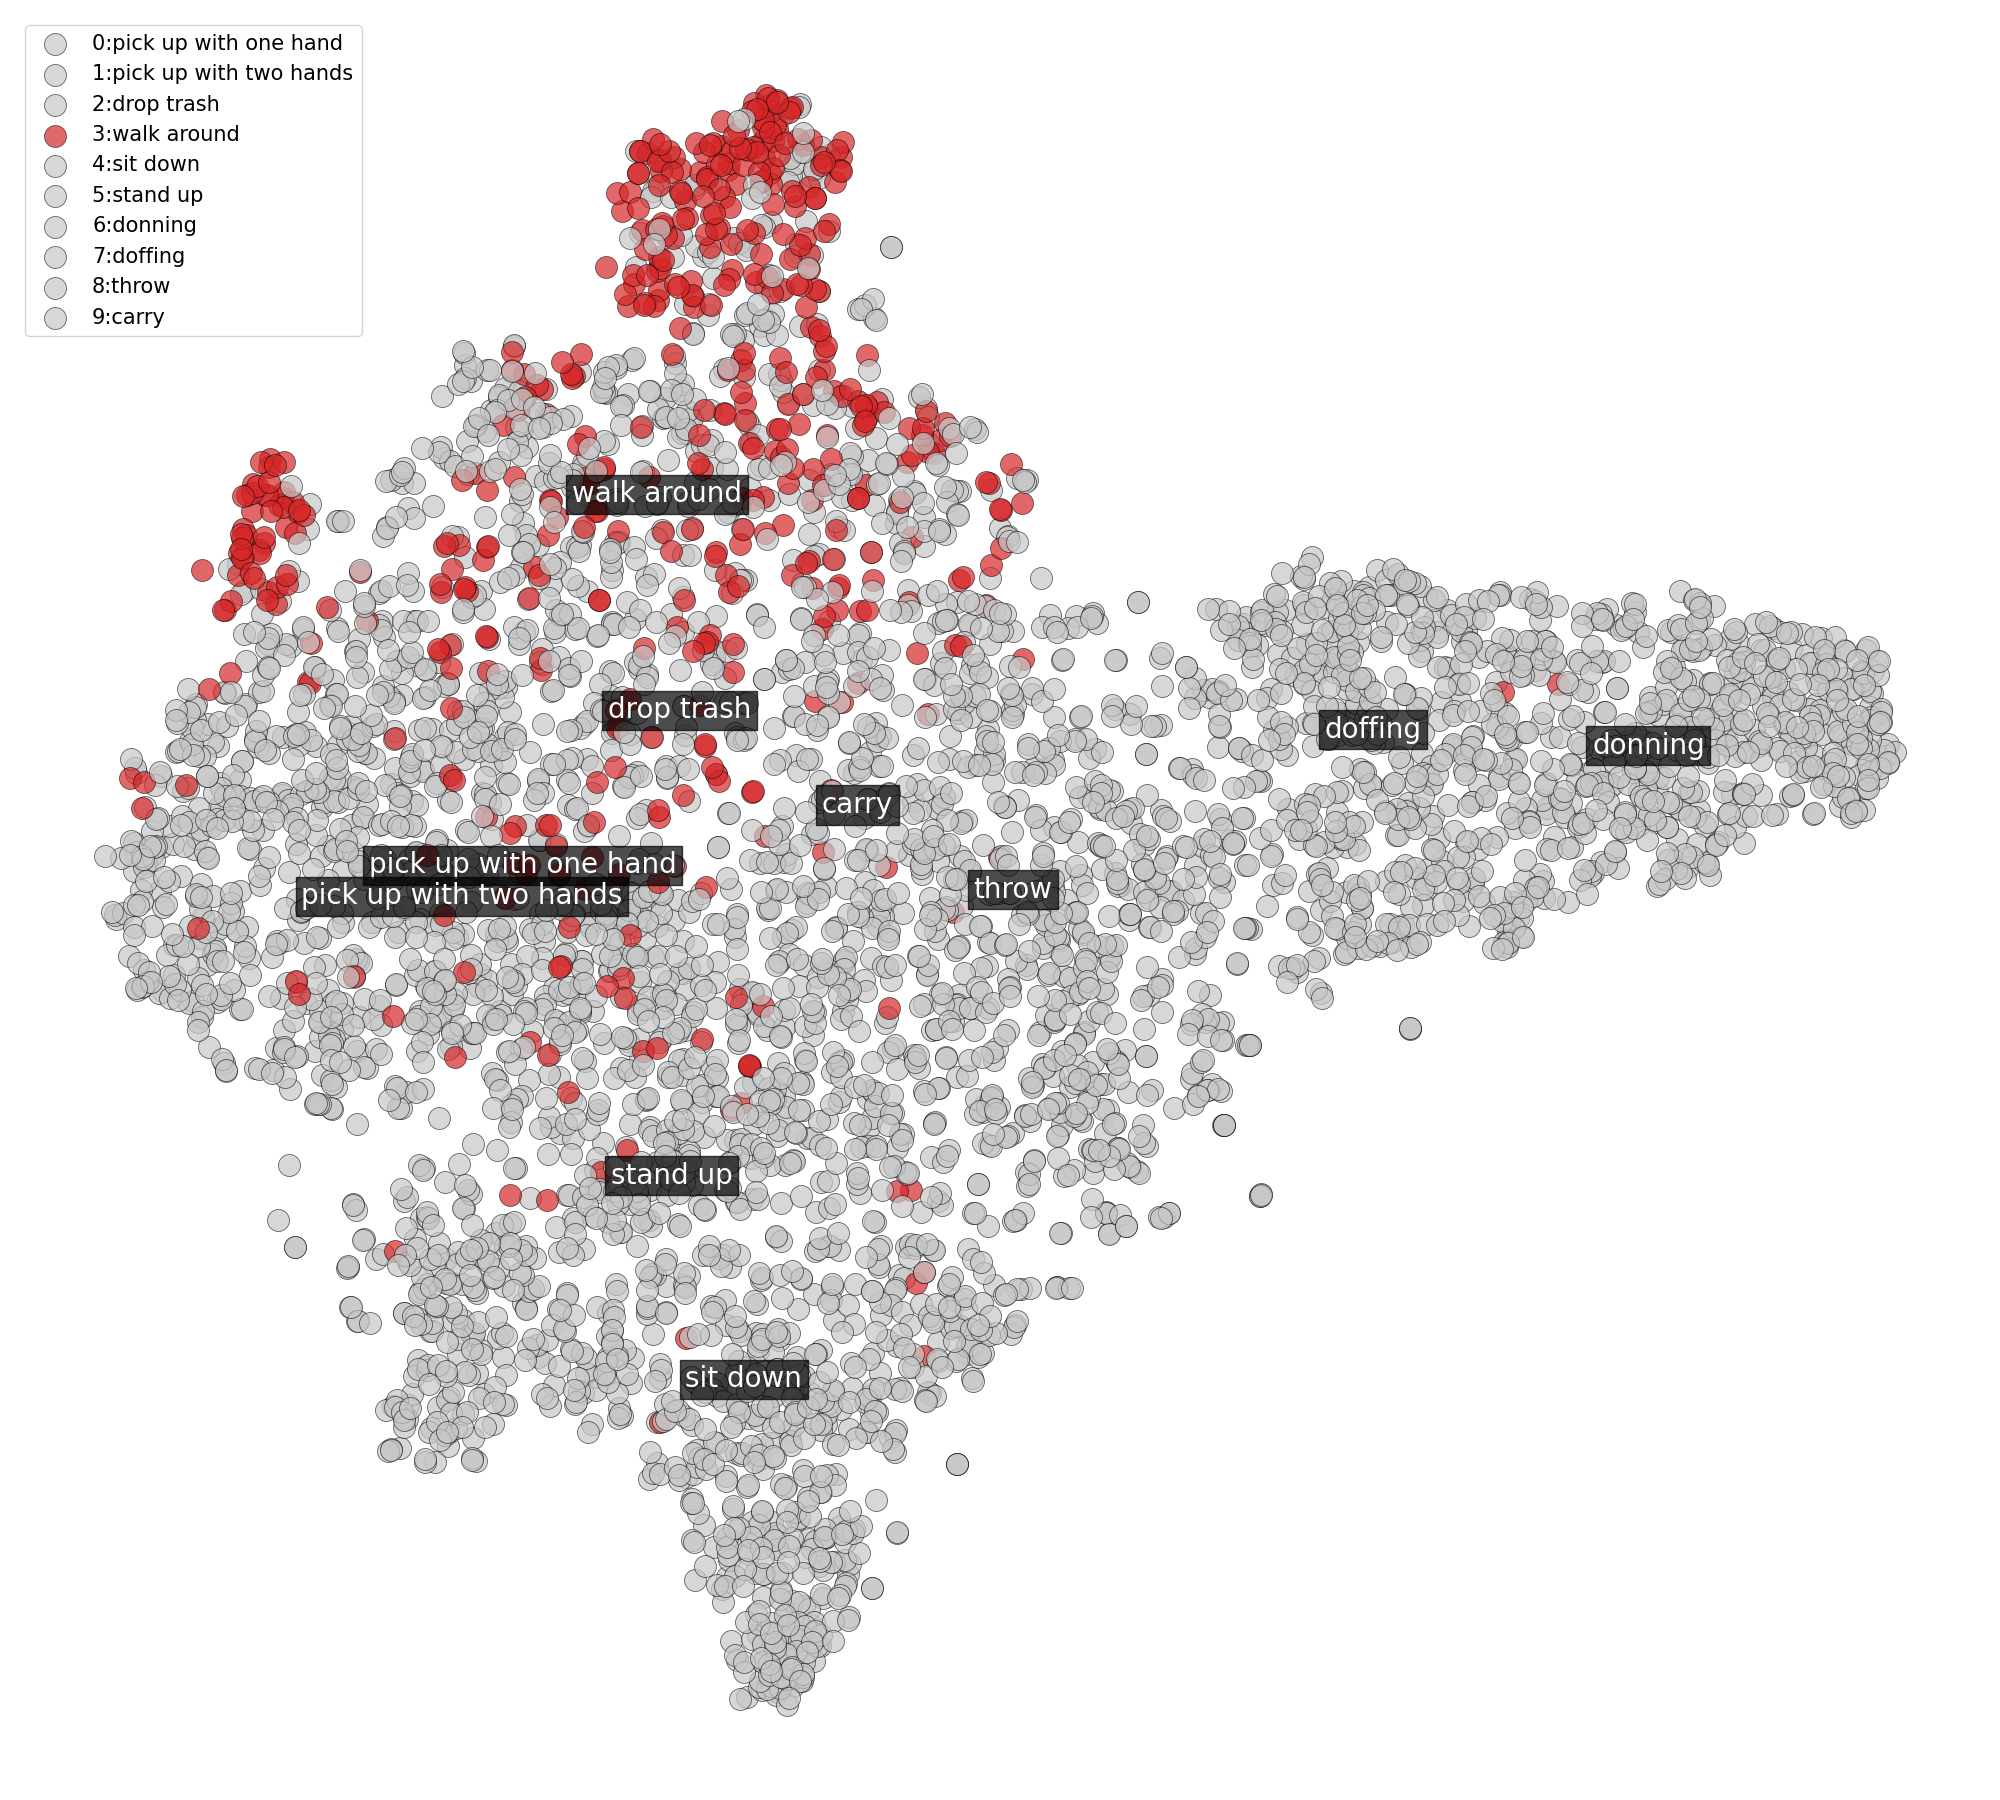 0:pick up with one hand
1:pick up with two hands
2:drop trash
3:walk around
4:sit down
5:stand up
6:donning
7:doffing
8:throw
9:carry
walk around
drop trash
doffing
donning
carry
pick up with one hand
throw
pick up with two hands
stand up
sit down